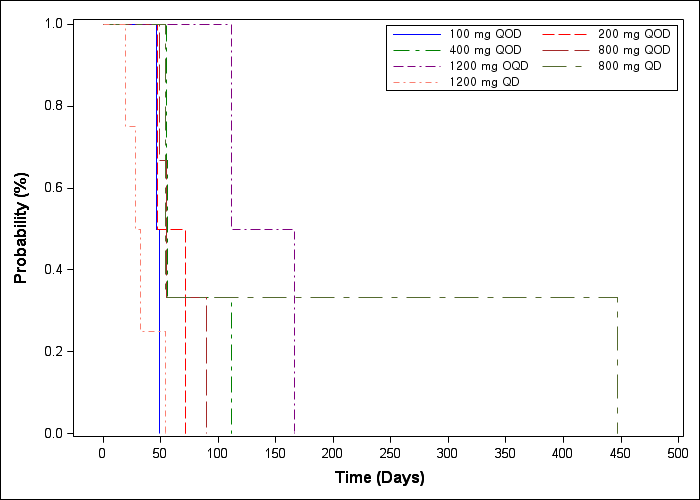 1.0
0.8
0.6
0.4
0.2
0.0
Probability (%)
100 mg QOD 200 mg QOD
400 mg QOD 800 mg QOD
1200 mg OQD 800 mg QD
1200 mg QD
0 50 100 150 200 250 300 350 400 450 500
Time (Days)